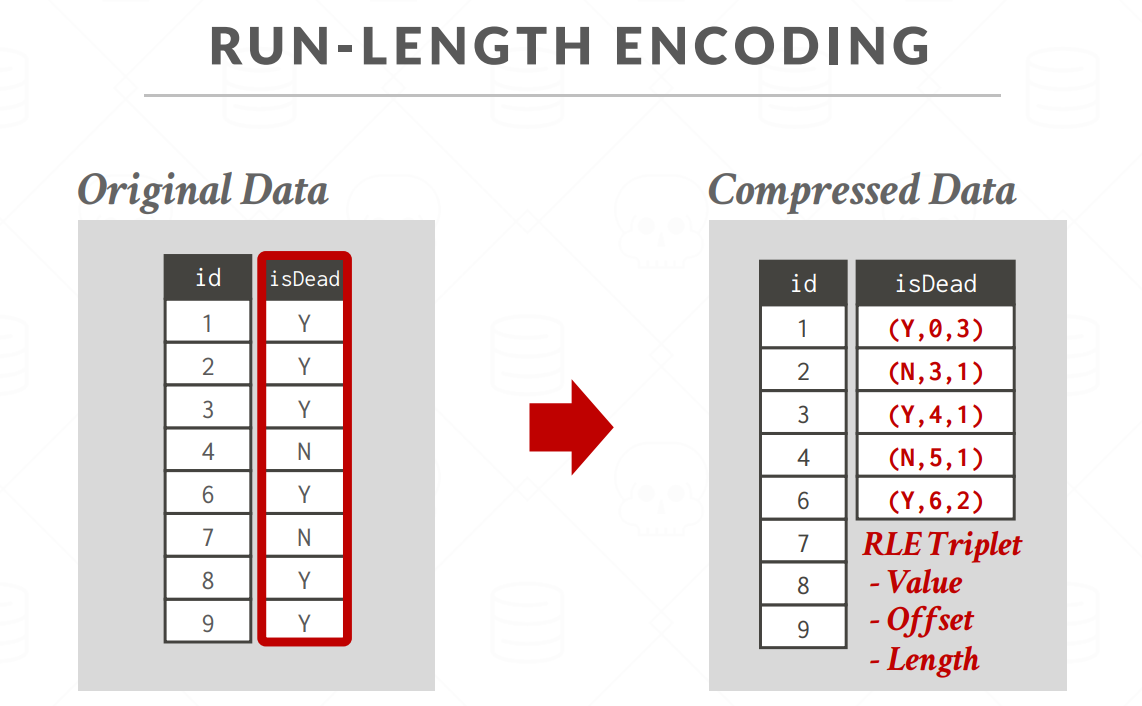 RUN-LENGTH ENCODING
Original Data
id isDead
1 Y
2 Y
3 Y
4 N
6 Y
7 N
8 Y
9 Y
Compressed Data
id isDead
1 (Y,0,3)
2 (N,3,1)
3 (Y,4,1)
4 (N,5,1)
6 (Y,6,2)
7
8
9
RLE Triplet
- Value
- Offset
- Length